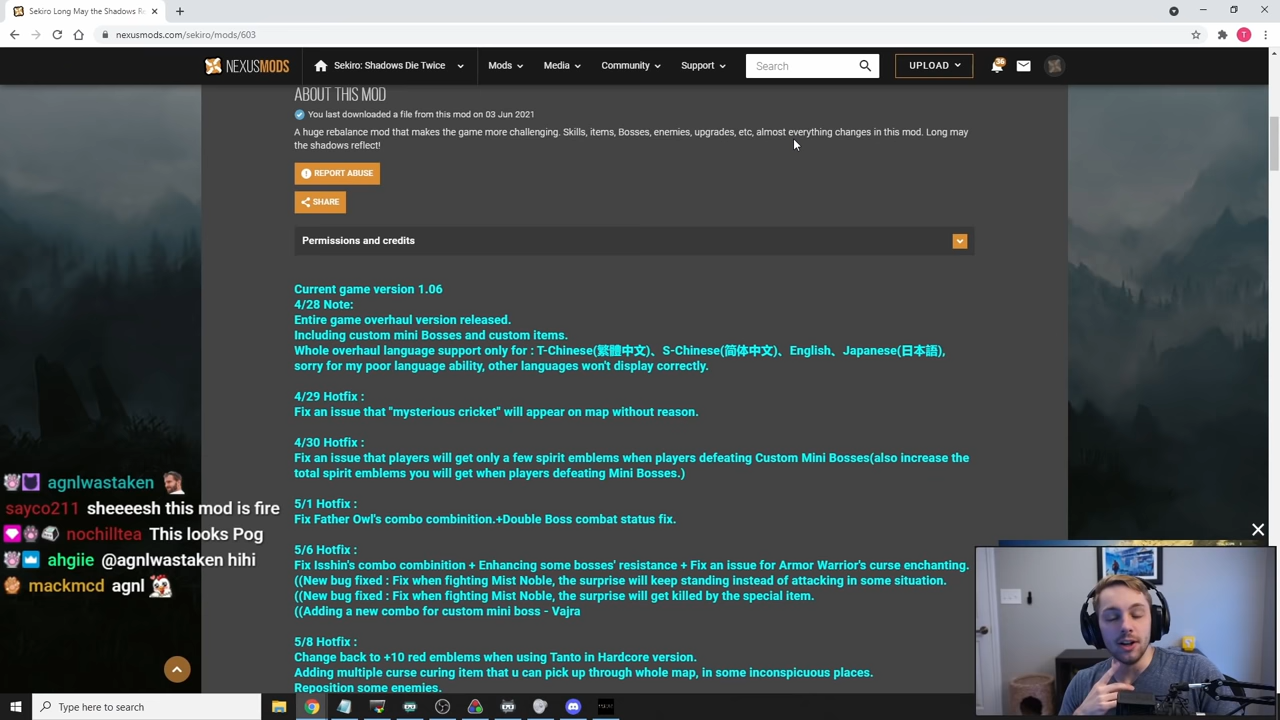 Sekiro Long May the Shadows Re
nexusmods.com/sekiro/mods/603
NEXUSMODS
Sekiro: Shadows Die Twice
Mods
Media
Community
Support
Search
UPLOAD
36
T
ABOUT THIS MOD
You last downloaded a file from this mod on 03 Jun 2021
A huge rebalance mod that makes the game more challenging. Skills, items, Bosses, enemies, upgrades, etc, almost everything changes in this mod. Long may
the shadows reflect!
REPORT ABUSE
SHARE
Permissions and credits
Current game version 1.06
4/28 Note:
Entire game overhaul version released.
Including custom mini Bosses and custom items.
Whole overhaul language support only for : T-Chinese(繁體中文)、S-Chinese(简体中文)、English、Japanese(日本語),
sorry for my poor language ability, other languages won't display correctly.
4/29 Hotfix :
Fix an issue that "mysterious cricket" will appear on map without reason.
4/30 Hotfix :
Fix an issue that players will get only a few spirit emblems when players defeating Custom Mini Bosses(also increase the
total spirit emblems you will get when players defeating Mini Bosses.)
5/1 Hotfix :
Fix Father Owl's combo combination.+Double Boss combat status fix.
5/6 Hotfix :
Fix Isshin's combo combination + Enhancing some bosses' resistance + Fix an issue for Armor Warrior's curse enchanting.
((New bug fixed : Fix when fighting Mist Noble, the surprise will keep standing instead of attacking in some situation.
((New bug fixed : Fix when fighting Mist Noble, the surprise will get killed by the special item.
((Adding a new combo for custom mini boss - Vajra
5/8 Hotfix :
Change back to +10 red emblems when using Tanto in Hardcore version.
Adding multiple curse curing item that u can pick up through whole map, in some inconspicuous places.
Reposition some enemies.
agnlwastaken
sayco211 sheeeesh this mod is fire
nochilltea This looks Pog
ahgiie @agnlwastaken hihi
mackmcd agnl
Type here to search